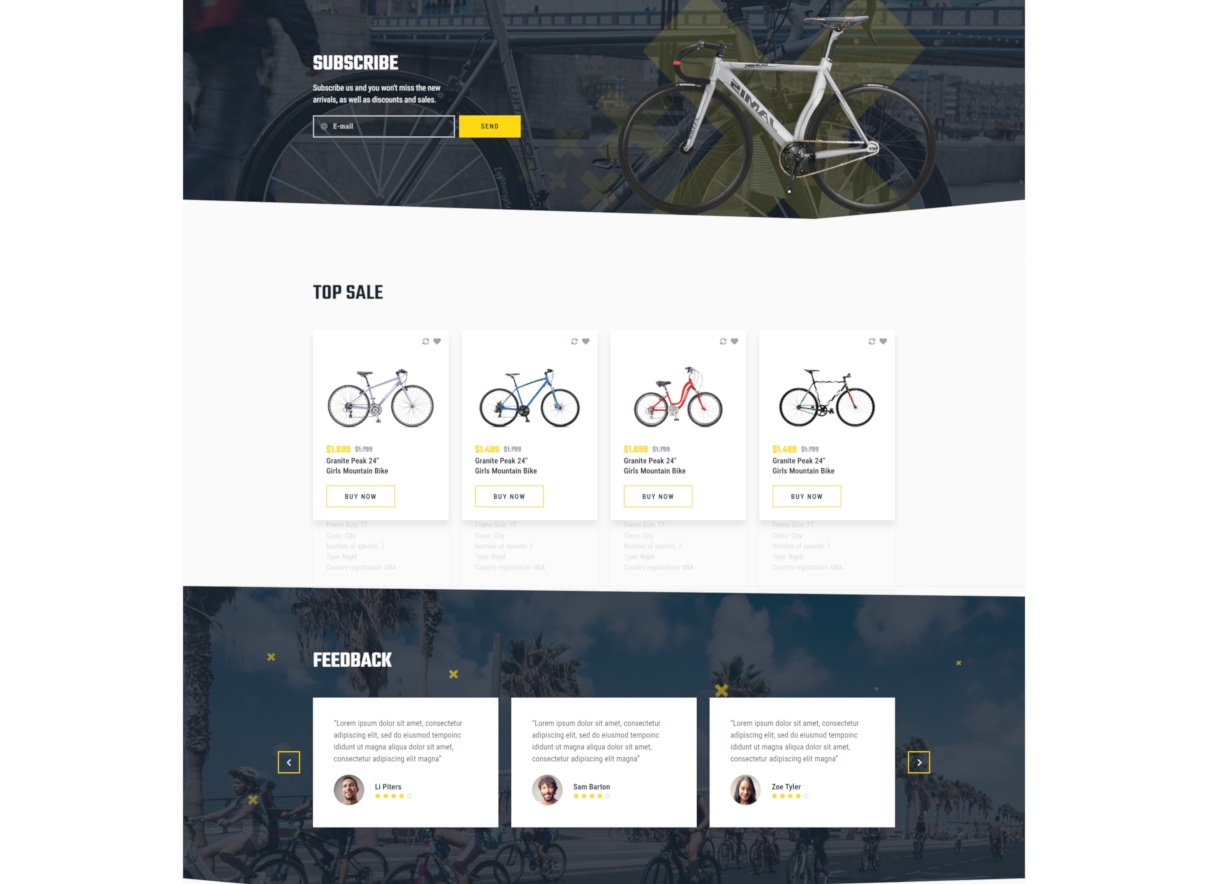 SUBSCRIBE
Subscribe us and you won't miss the new
arrivals, as well as discounts and sales.
@ E-mail
SEND
TOP SALE
$1.699 $1.799
Granite Peak 24"
Girls Mountain Bike
BUY NOW
Frame Size: 17
Class: City
Number of speeds: 7
Type: Rigid
Country registration: USA
$1.499 $1.799
Granite Peak 24"
Girls Mountain Bike
BUY NOW
Frame Size: 17
Class: City
Number of speeds: 7
Type: Rigid
Country registration: USA
$1.699 $1.799
Granite Peak 24"
Girls Mountain Bike
BUY NOW
Frame Size: 17
Class: City
Number of speeds: 7
Type: Rigid
Country registration: USA
$1.499 $1.799
Granite Peak 24"
Girls Mountain Bike
BUY NOW
Frame Size: 17
Class: City
Number of speeds: 7
Type: Rigid
Country registration: USA
FEEDBACK
"Lorem ipsum dolor sit amet, consectetur
adipiscing elit, sed do eiusmod tempoinc
ididunt ut magna aliqua dolor sit amet,
consectetur adipiscing elit magna"
Li Piters
"Lorem ipsum dolor sit amet, consectetur
adipiscing elit, sed do eiusmod tempoinc
ididunt ut magna aliqua dolor sit amet,
consectetur adipiscing elit magna"
Sam Barton
"Lorem ipsum dolor sit amet, consectetur
adipiscing elit, sed do eiusmod tempoinc
ididunt ut magna aliqua dolor sit amet,
consectetur adipiscing elit magna"
Zoe Tyler